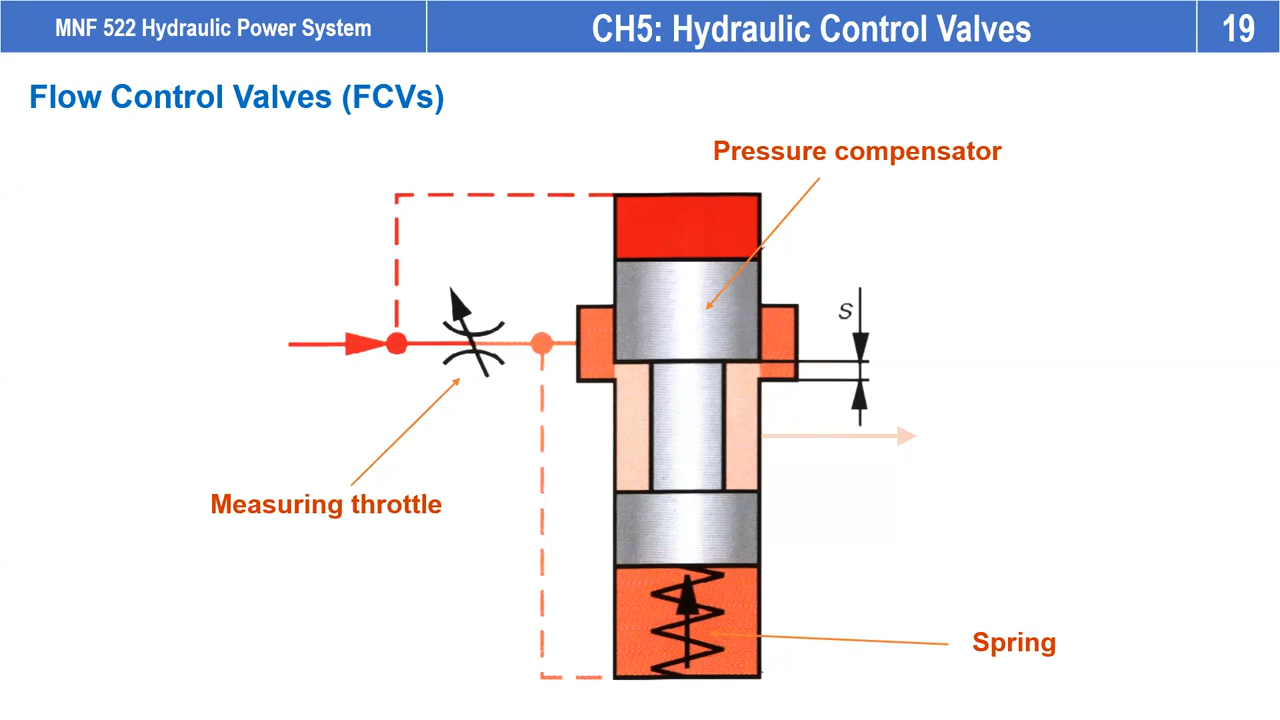 MNF 522 Hydraulic Power System
CH5: Hydraulic Control Valves
19
Flow Control Valves (FCVs)
Pressure compensator
s
Measuring throttle
Spring